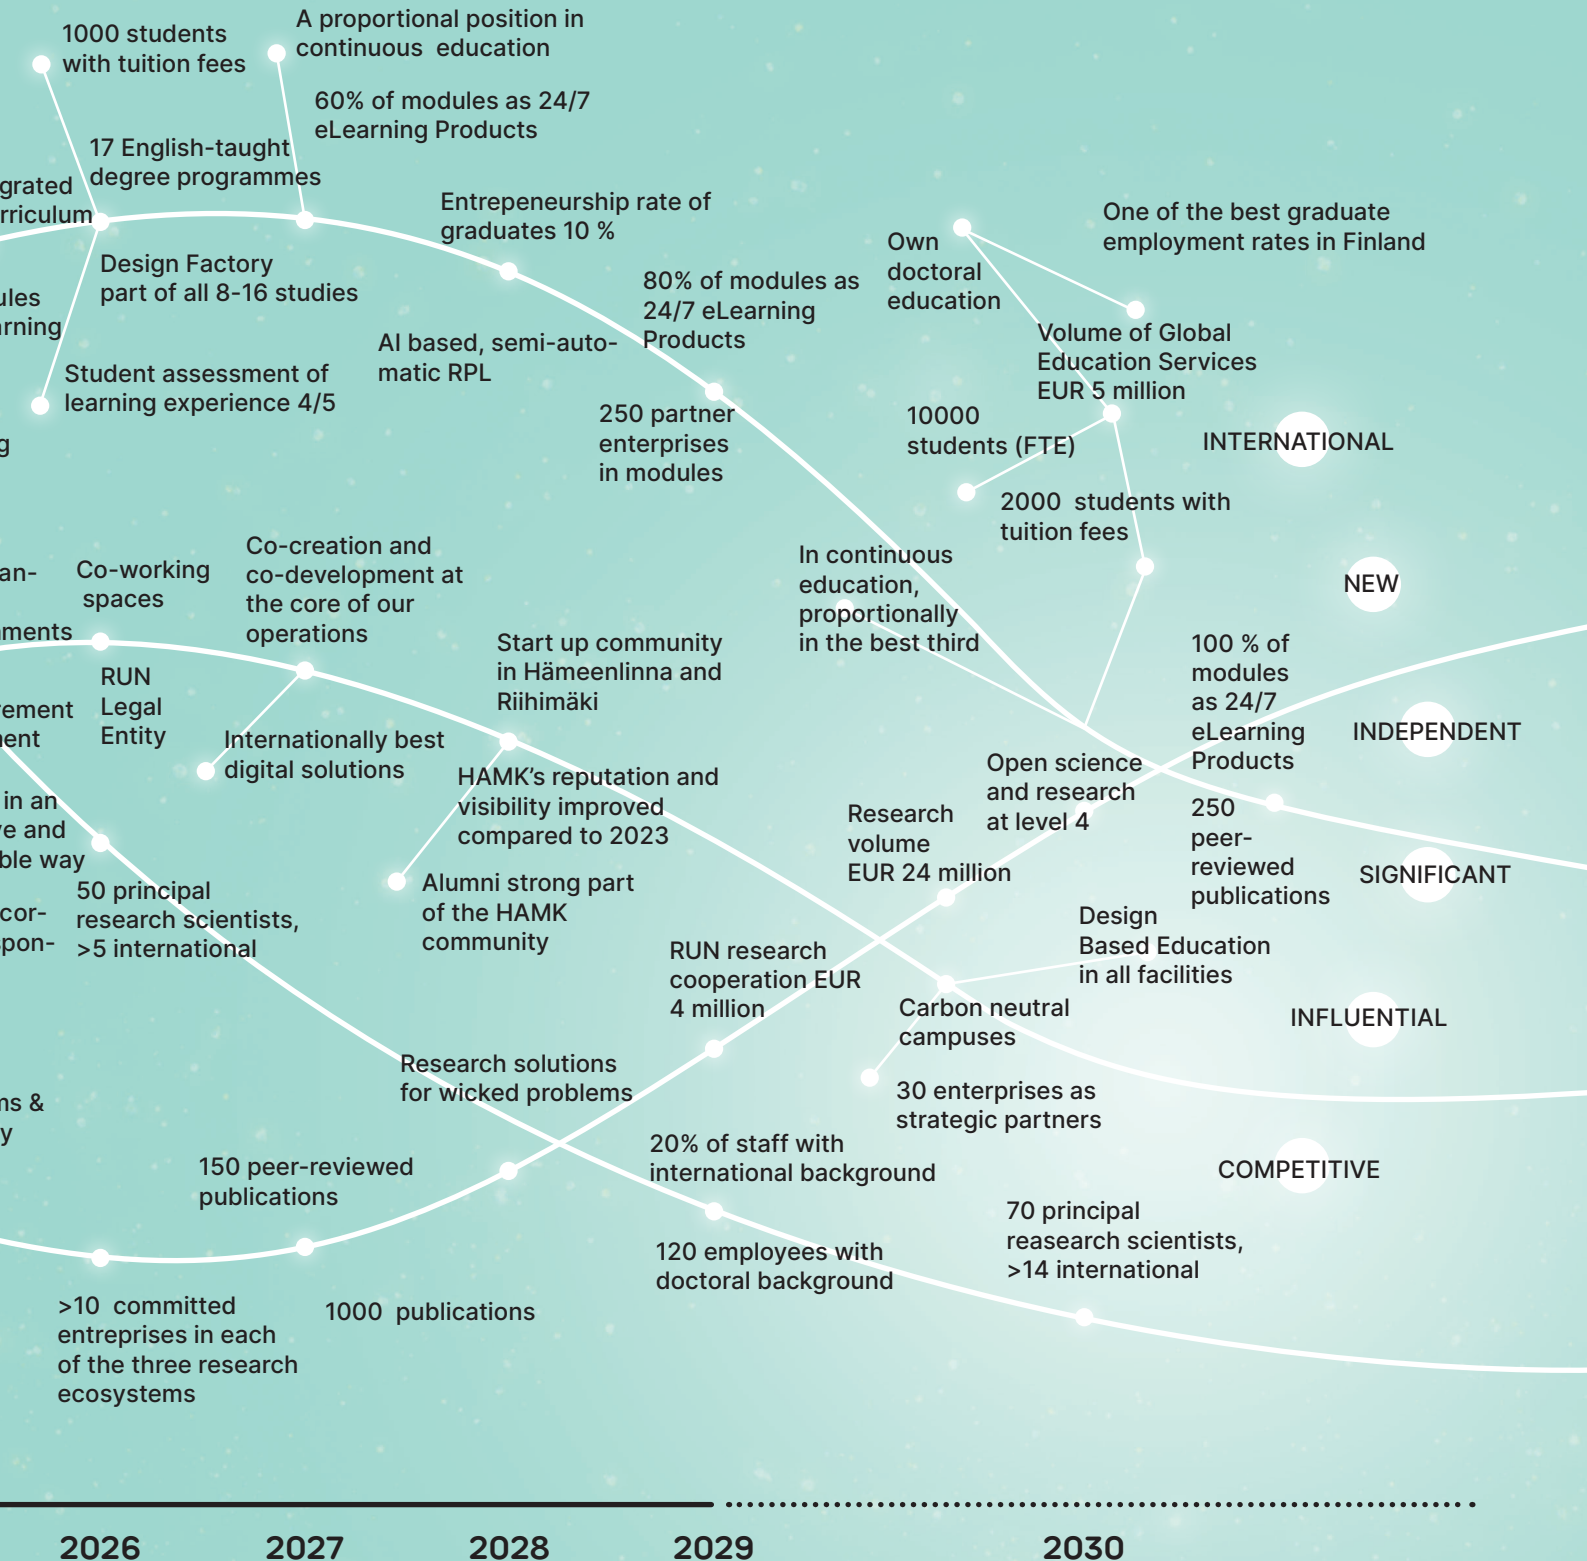 1000 students
with tuition fees
A proportional position in
continuous  education
60% of modules as 24/7
eLearning Products
17 English-taught
degree programmes
grated
rriculum
Entrepeneurship rate of
graduates 10 %
Design Factory
part of all 8-16 studies
ules
arning
AI based, semi-auto-
matic RPL
Student assessment of
learning experience 4/5
g
80% of modules as
24/7 eLearning
Products
250 partner
enterprises
in modules
Own
doctoral
education
One of the best graduate
employment rates in Finland
Volume of Global
Education Services
EUR 5 million
10000
students (FTE)
2000  students with
tuition fees
INTERNATIONAL
In continuous
education,
proportionally
in the best third
NEW
an-
Co-working
spaces
Co-creation and
co-development at
the core of our
operations
nments
RUN
Legal
Entity
Start up community
in Hämeenlinna and
Riihimäki
rement
ent
Internationally best
digital solutions
HAMK's reputation and
visibility improved
compared to 2023
in an
ve and
ble way
50 principal
research scientists,
>5 international
cor-
pon-
Alumni strong part
of the HAMK
community
100 % of
modules
as 24/7
eLearning
Products
INDEPENDENT
Open science
and research
at level 4
Research
volume
EUR 24 million
250
peer-
reviewed
publications
SIGNIFICANT
RUN research
cooperation EUR
4 million
Design
Based Education
in all facilities
Carbon neutral
campuses
INFLUENTIAL
Research solutions
for wicked problems
30 enterprises as
strategic partners
ns &
y
150 peer-reviewed
publications
20% of staff with
international background
COMPETITIVE
120 employees with
doctoral background
70 principal
reasearch scientists,
>14 international
>10  committed
entreprises in each
of the three research
ecosystems
1000  publications
2026
2027
2028
2029
2030